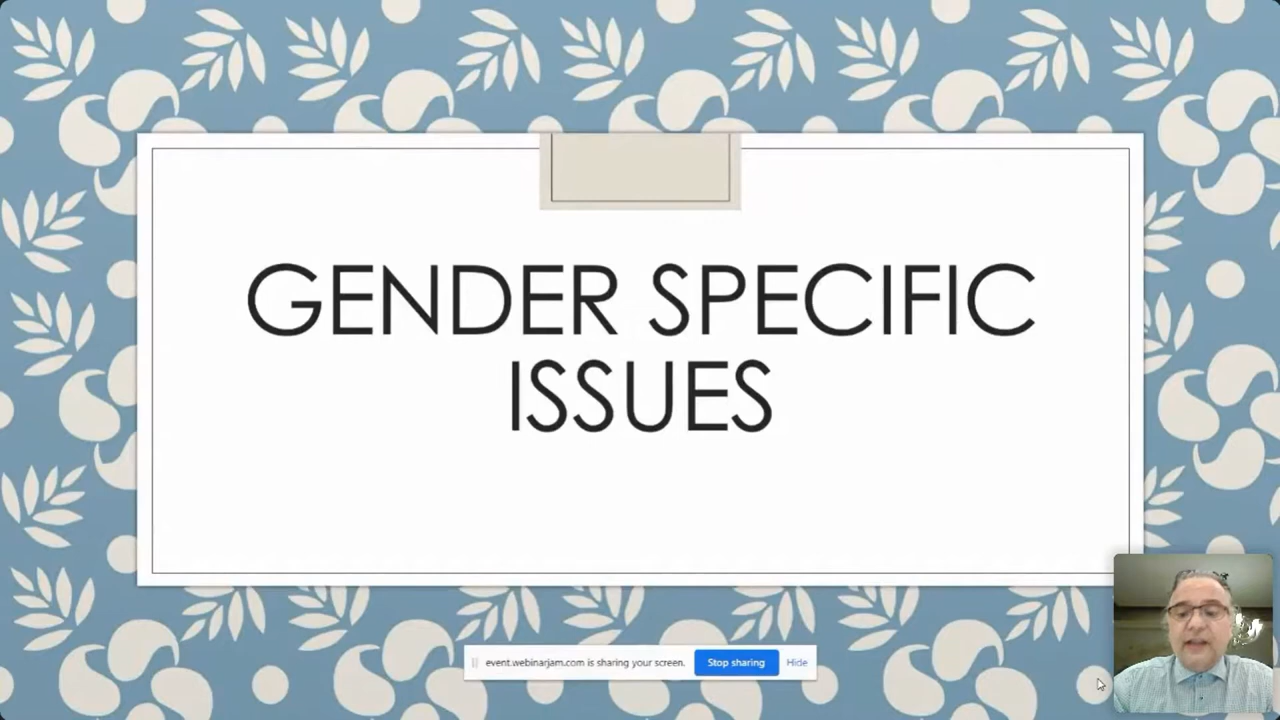 GENDER SPECIFIC
ISSUES
event.webinarjam.com is sharing your screen. Stop sharing Hide